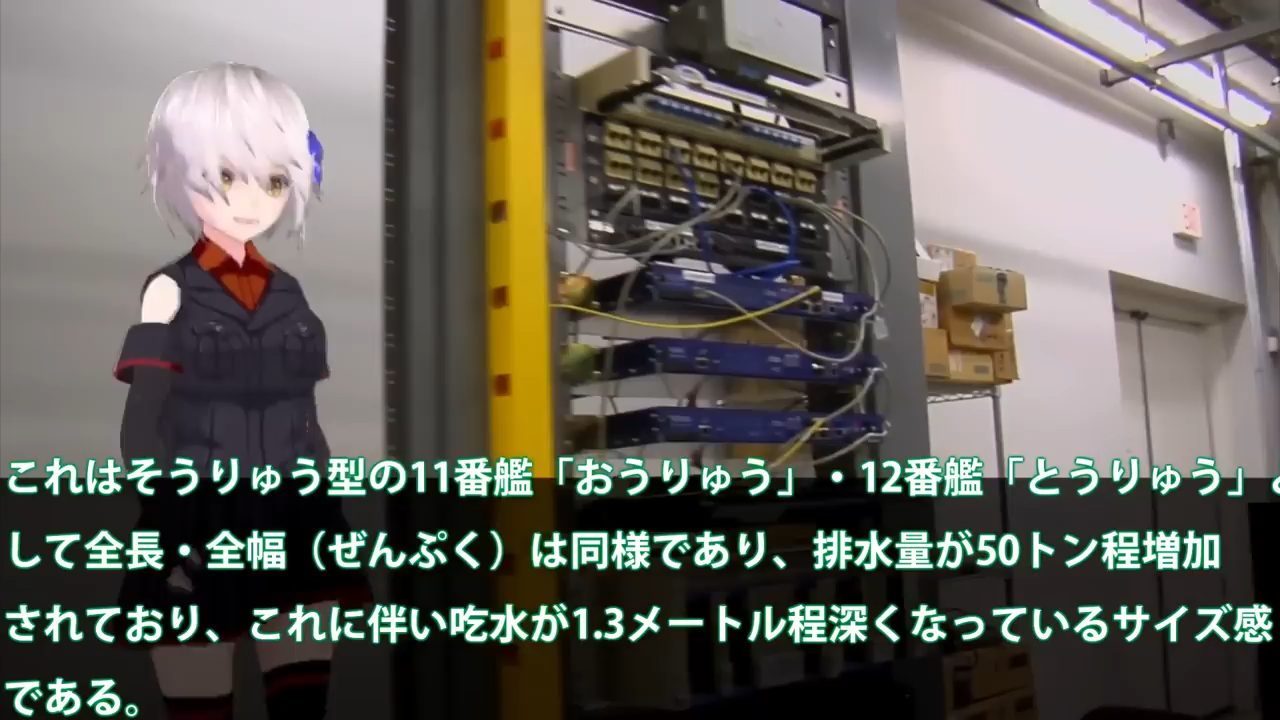 これはそうりゅう型の11番艦「おうりゅう」・12番艦「とうりゅう」と
して全長・全幅（ぜんぷく）は同様であり、排水量が50トン程増加
されており、これに伴い吃水が1.3メートル程深くなっているサイズ感
である。